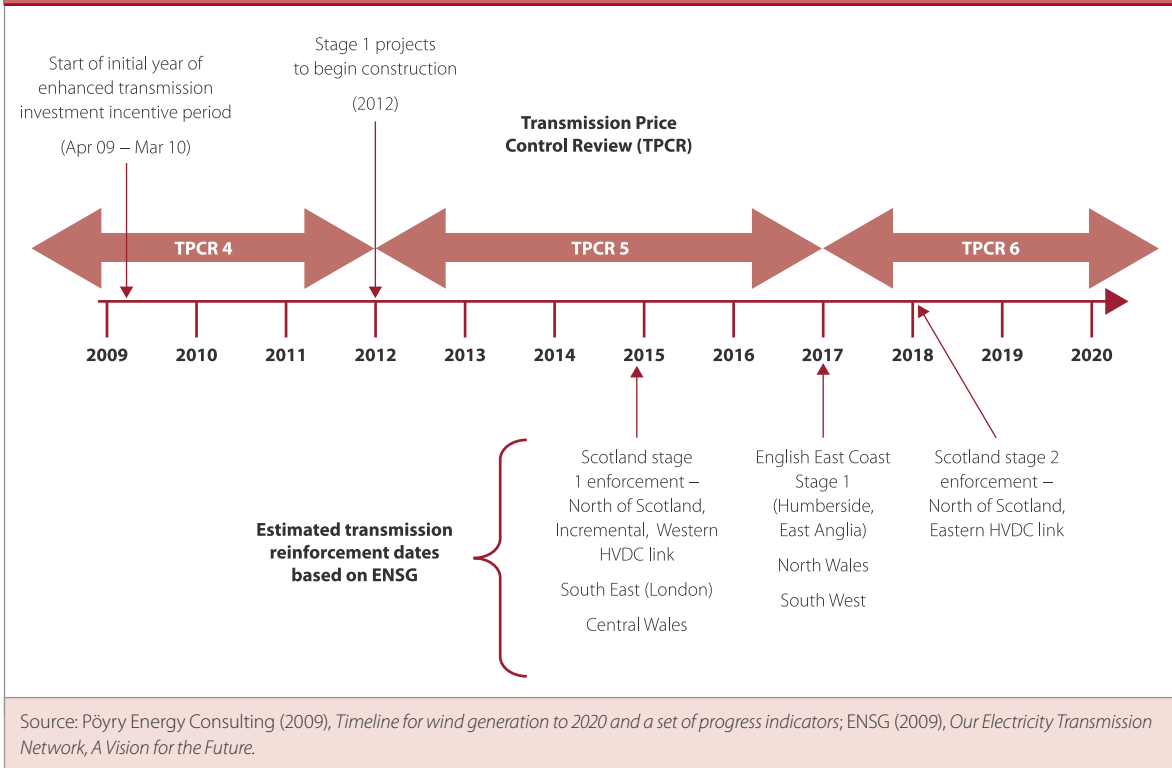 Start of initial year of
enhanced transmission
investment incentive period
(Apr 09 – Mar 10)
Stage 1 projects
to begin construction
(2012)
Transmission Price
Control Review (TPCR)
TPCR 4
TPCR 5
TPCR 6
2009
2010
2011
2012
2013
2014
2015
2016
2017
2018
2019
2020
Estimated transmission
reinforcement dates
based on ENSG
Scotland stage
1 enforcement –
North of Scotland,
Incremental, Western
HVDC link
South East (London)
Central Wales
English East Coast
Stage 1
(Humberside,
East Anglia)
North Wales
South West
Scotland stage 2
enforcement –
North of Scotland,
Eastern HVDC link
Source: Pöyry Energy Consulting (2009), Timeline for wind generation to 2020 and a set of progress indicators; ENSG (2009), Our Electricity Transmission
Network, A Vision for the Future.